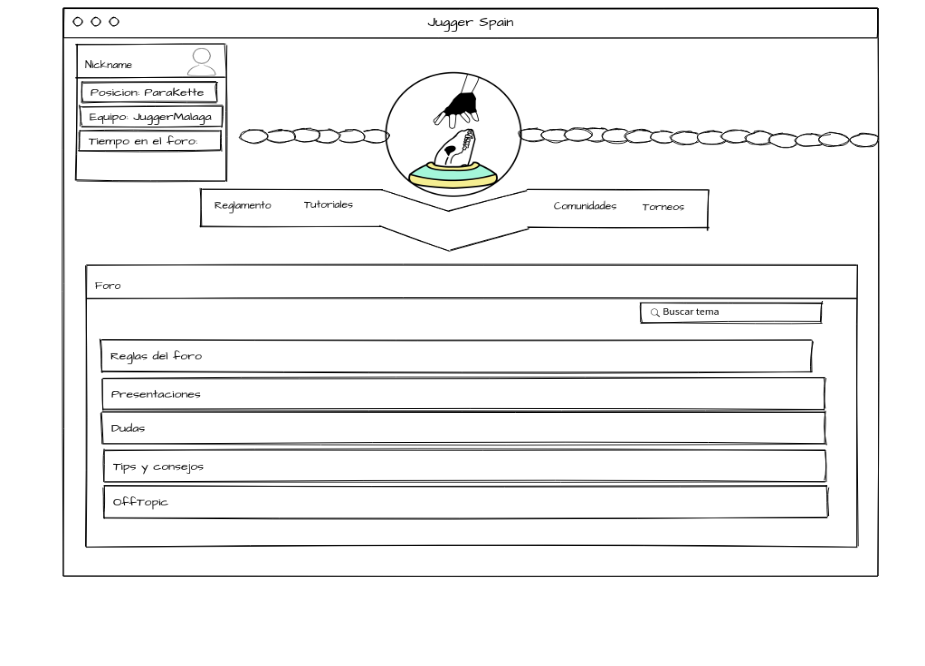 Jugger Spain
Nickname
Posicion: ParaKette
Equipo: JuggerMalaga
Tiempo en el foro:
Reglamento
Tutoriales
Comunidades
Torneos
Foro
Buscar tema
Reglas del foro
Presentaciones
Dudas
Tips y consejos
OffTopic